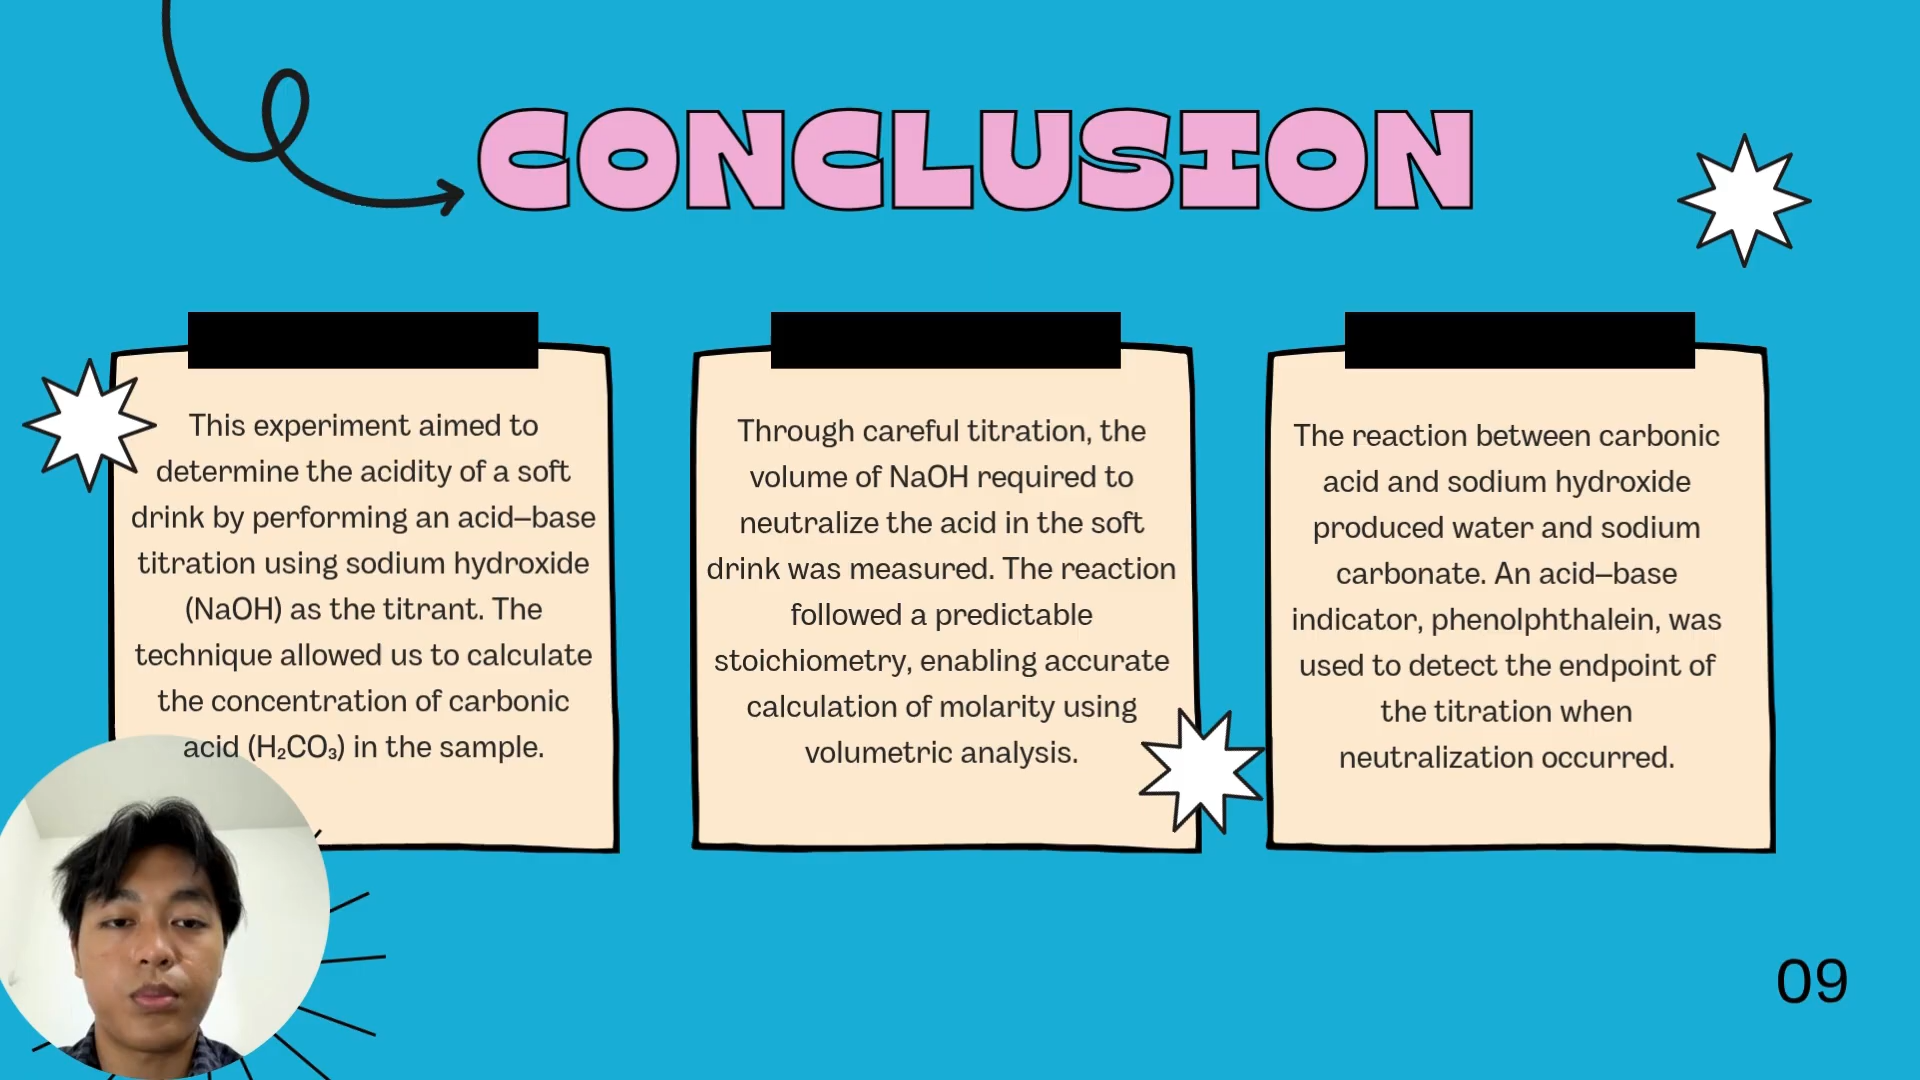 CONCLUSION
This experiment aimed to
determine the acidity of a soft
drink by performing an acid–base
titration using sodium hydroxide
(NaOH) as the titrant. The
technique allowed us to calculate
the concentration of carbonic
acid (H₂CO₃) in the sample.
Through careful titration, the
volume of NaOH required to
neutralize the acid in the soft
drink was measured. The reaction
followed a predictable
stoichiometry, enabling accurate
calculation of molarity using
volumetric analysis.
The reaction between carbonic
acid and sodium hydroxide
produced water and sodium
carbonate. An acid–base
indicator, phenolphthalein, was
used to detect the endpoint of
the titration when
neutralization occurred.
09